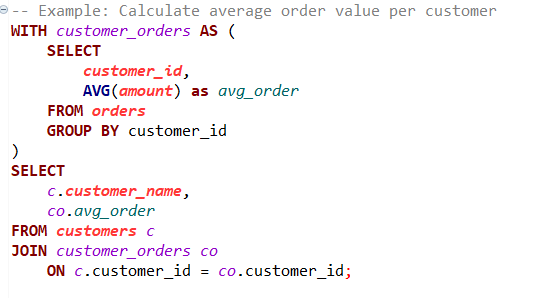 -- Example: Calculate average order value per customer
WITH customer_orders AS (
    SELECT
        customer_id,
        AVG(amount) as avg_order
    FROM orders
    GROUP BY customer_id
)
SELECT
    c.customer_name,
    co.avg_order
FROM customers c
JOIN customer_orders co
    ON c.customer_id = co.customer_id;